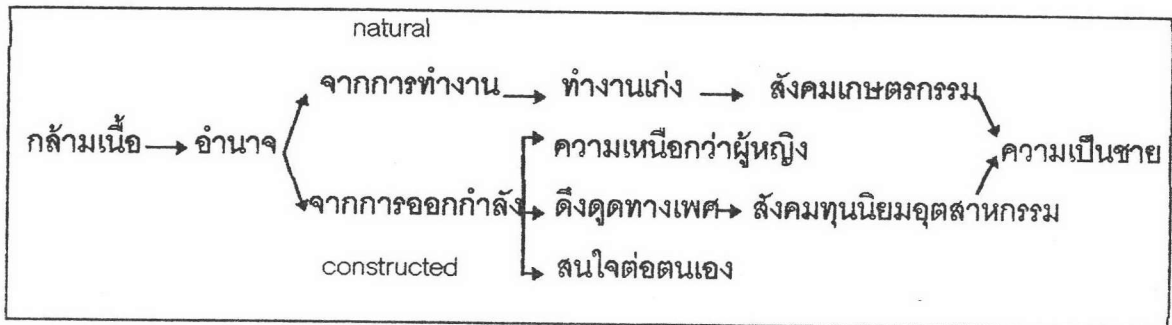 natural
จากการทำงาน → ทำงานเก่ง → สังคมเกษตรกรรม
กล้ามเนื้อ → อำนาจ
ความเหนือกว่าผู้หญิง
ความเป็นชาย
จากการออกกำลัง
ดึงดูดทางเพศ → สังคมทุนนิยมอุตสาหกรรม
constructed
สนใจต่อตนเอง